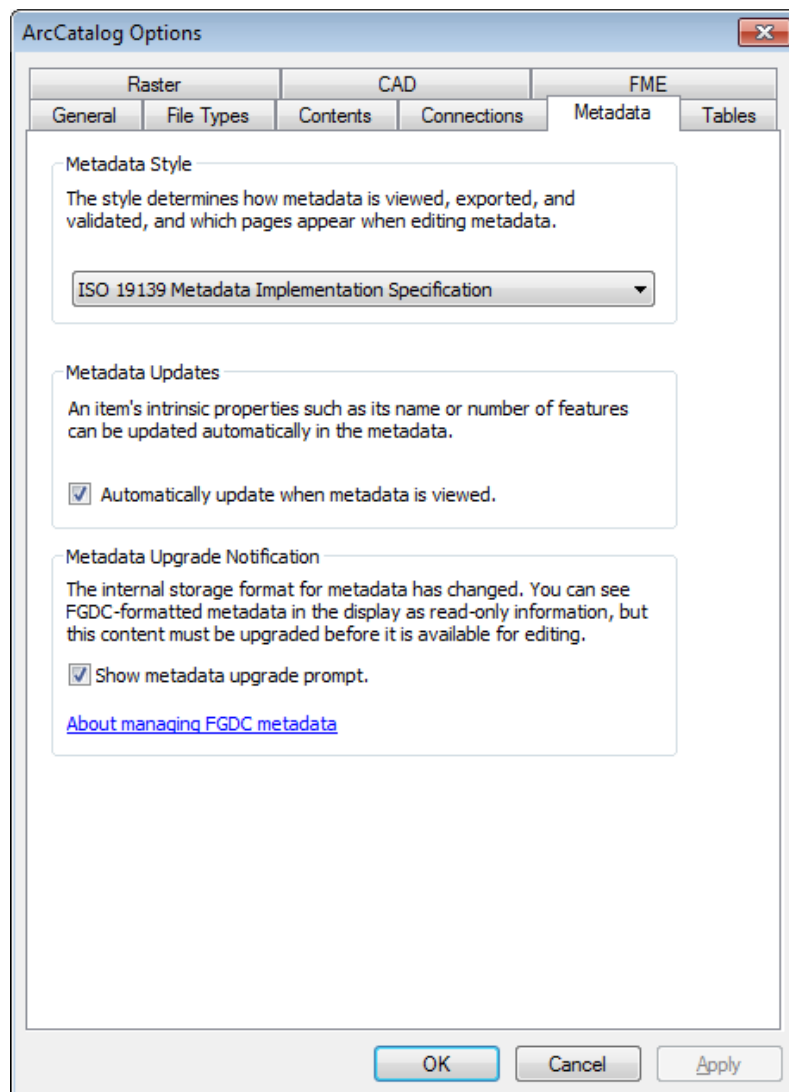 ArcCatalog Options
Raster CAD FME
General File Types Contents Connections Metadata Tables
Metadata Style
The style determines how metadata is viewed, exported, and
validated, and which pages appear when editing metadata.
ISO 19139 Metadata Implementation Specification
Metadata Updates
An item's intrinsic properties such as its name or number of features
can be updated automatically in the metadata.
Automatically update when metadata is viewed.
Metadata Upgrade Notification
The internal storage format for metadata has changed. You can see
FGDC-formatted metadata in the display as read-only information, but
this content must be upgraded before it is available for editing.
Show metadata upgrade prompt.
About managing FGDC metadata
OK Cancel Apply